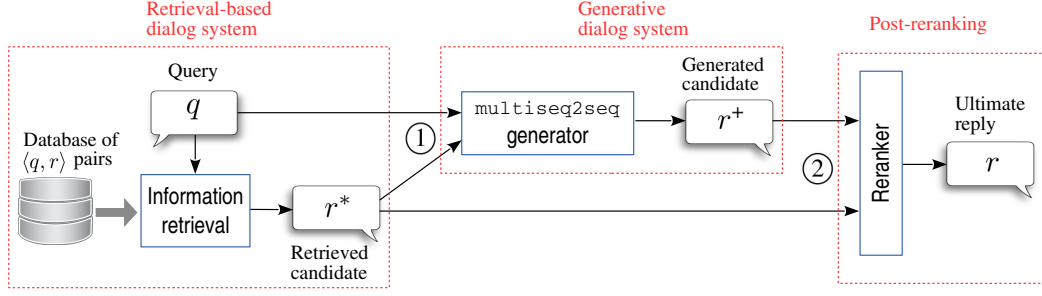 Retrieval-based
dialog system
Generative
dialog system
Post-reranking
Query
q
Database of
⟨q, r⟩ pairs
Information
retrieval
r*
Retrieved
candidate
1
multiseq2seq
generator
Generated
candidate
r⁺
2
Reranker
Ultimate
reply
r